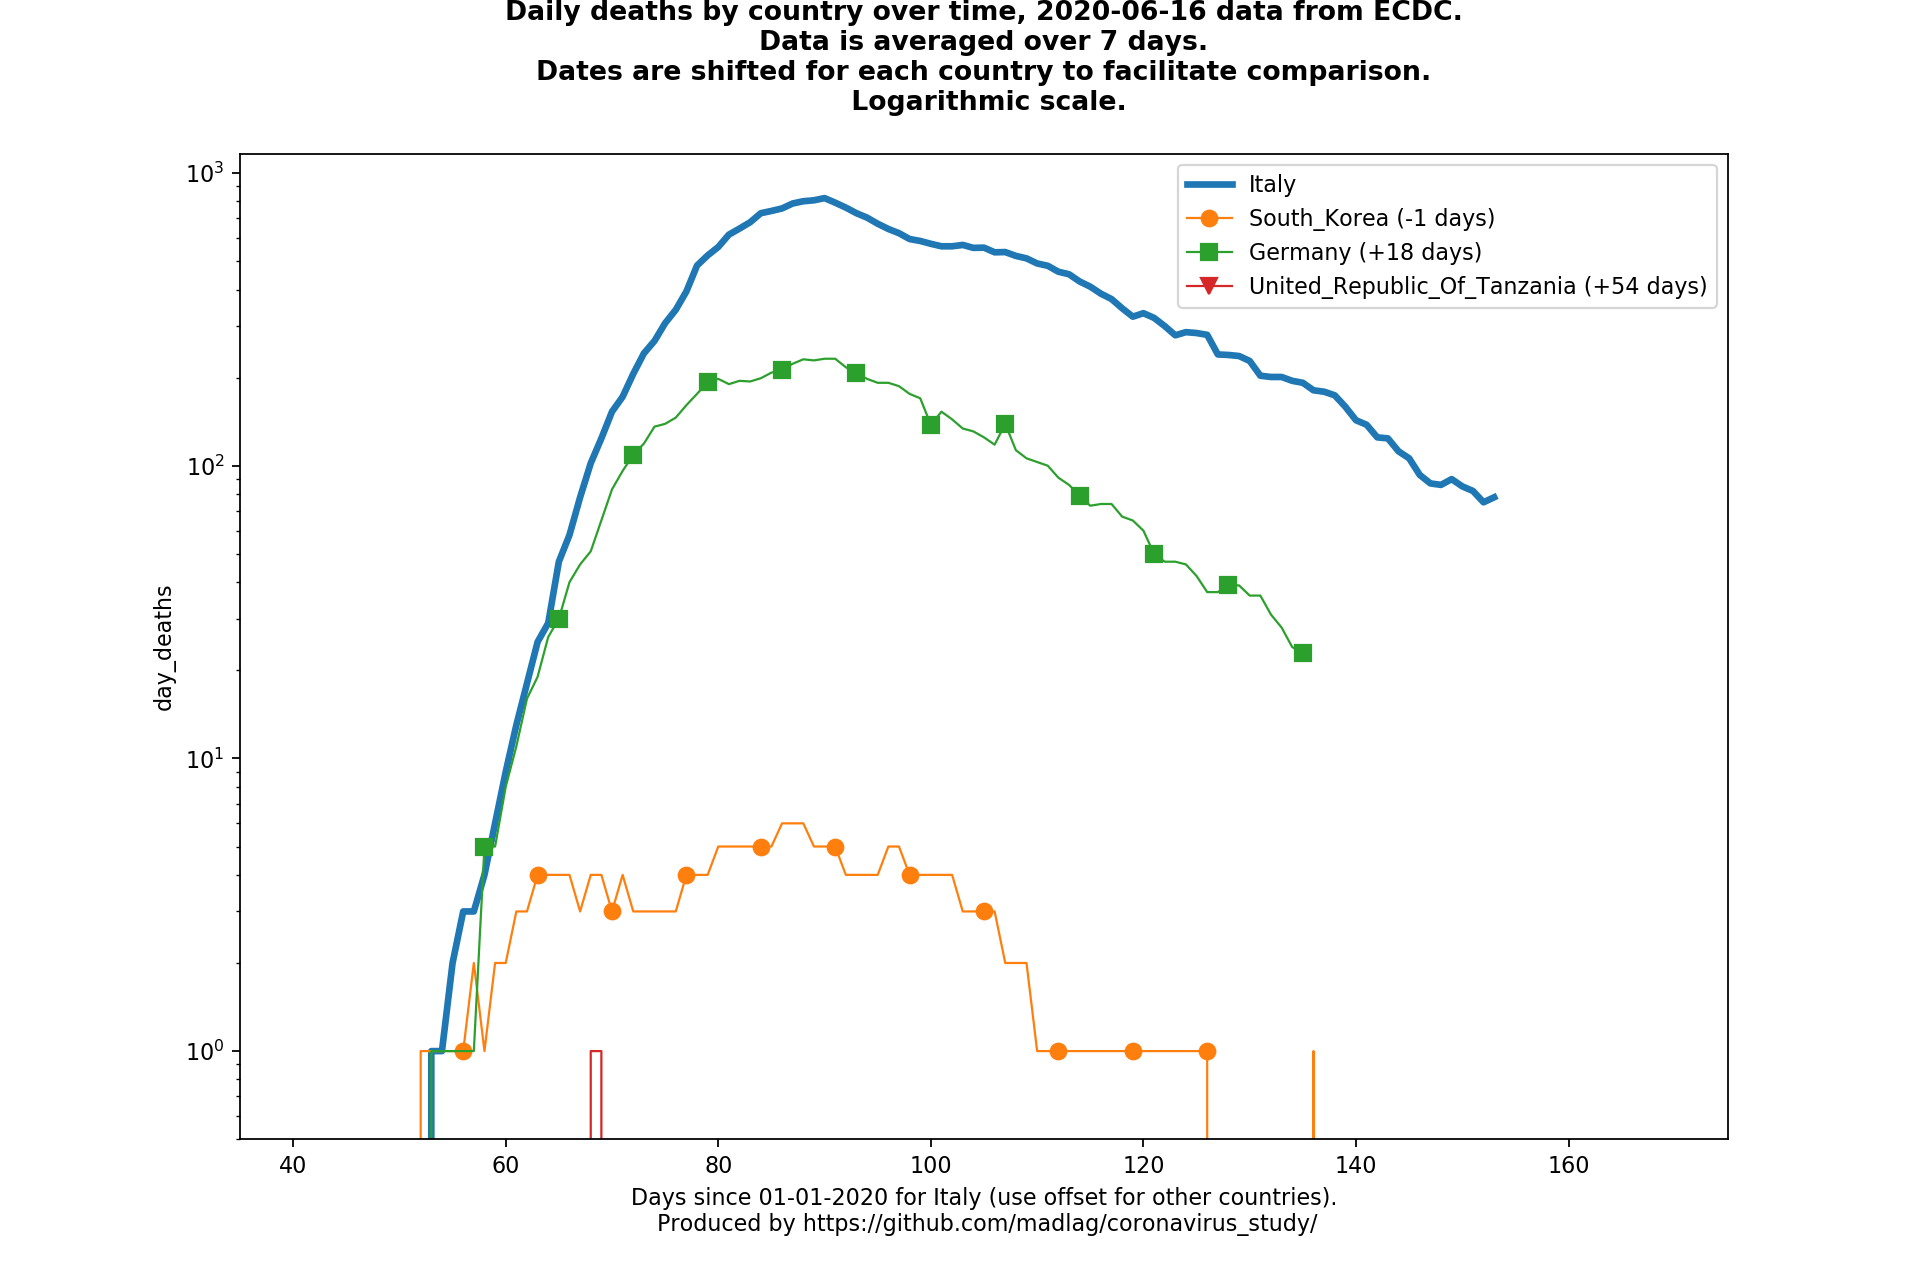 Daily deaths by country over time, 2020-06-16 data from ECDC.
Data is averaged over 7 days.
Dates are shifted for each country to facilitate comparison.
Logarithmic scale.
10³
10²
10¹
10⁰
day_deaths
Italy
South_Korea (-1 days)
Germany (+18 days)
United_Republic_Of_Tanzania (+54 days)
40 60 80 100 120 140 160
Days since 01-01-2020 for Italy (use offset for other countries).
Produced by https://github.com/madlag/coronavirus_study/